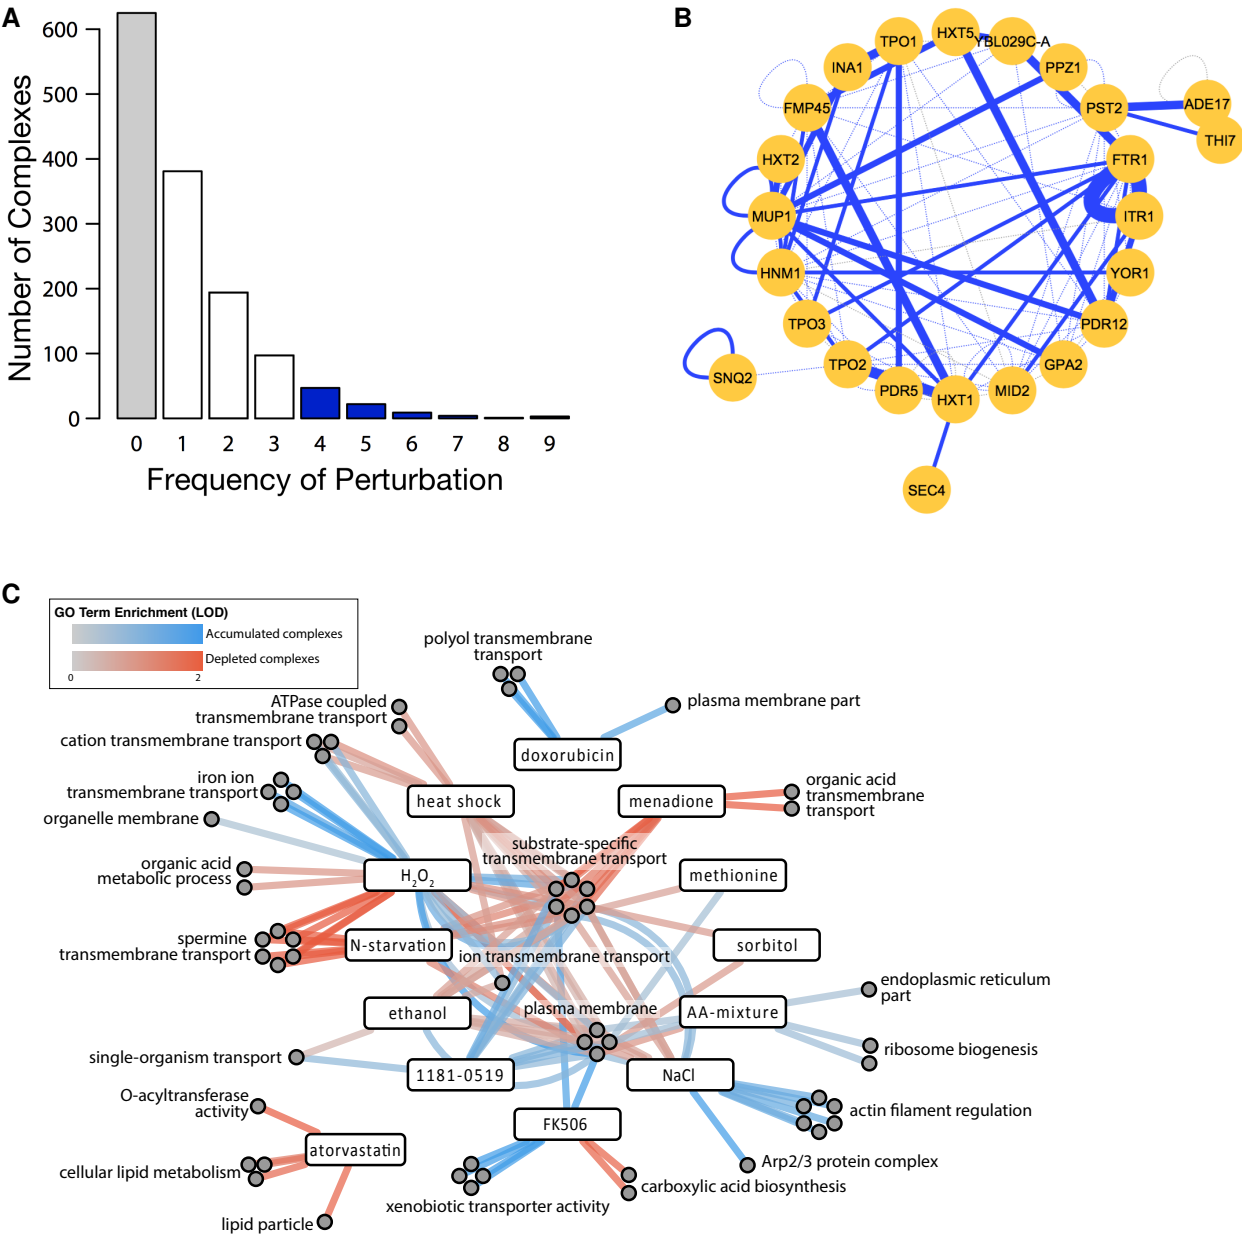 A
Number of Complexes
600
500
400
300
200
100
0
0 1 2 3 4 5 6 7 8 9
Frequency of Perturbation
B
HXT5
YBL029C-A
TPO1
PPZ1
INA1
PST2
ADE17
FMP45
THI7
HXT2
FTR1
MUP1
ITR1
HNM1
YOR1
TPO3
PDR12
TPO2
GPA2
SNQ2
PDR5
HXT1
MID2
SEC4
C
GO Term Enrichment (LOD)
Accumulated complexes
Depleted complexes
0 2
polyol transmembrane
transport
plasma membrane part
ATPase coupled
transmembrane transport
cation transmembrane transport
doxorubicin
iron ion
transmembrane transport
heat shock
menadione
organic acid
transmembrane
transport
organelle membrane
substrate-specific
transmembrane transport
organic acid
metabolic process
H2O2
methionine
spermine
transmembrane transport
N-starvation
sorbitol
ion transmembrane transport
endoplasmic reticulum
part
ethanol
plasma membrane
AA-mixture
single-organism transport
ribosome biogenesis
1181-0519
NaCl
O-acyltransferase
activity
FK506
actin filament regulation
atorvastatin
Arp2/3 protein complex
cellular lipid metabolism
carboxylic acid biosynthesis
xenobiotic transporter activity
lipid particle